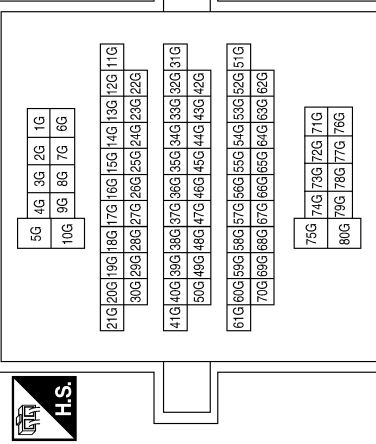 H.S.
5G 4G 3G 2G 1G
10G 9G 8G 7G 6G
21G 20G 19G 18G 17G 16G 15G 14G 13G 12G 11G
30G 29G 28G 27G 26G 25G 24G 23G 22G
41G 40G 39G 38G 37G 36G 35G 34G 33G 32G 31G
50G 49G 48G 47G 46G 45G 44G 43G 42G
61G 60G 59G 58G 57G 56G 55G 54G 53G 52G 51G
70G 69G 68G 67G 66G 65G 64G 63G 62G
75G 74G 73G 72G 71G
80G 79G 78G 77G 76G